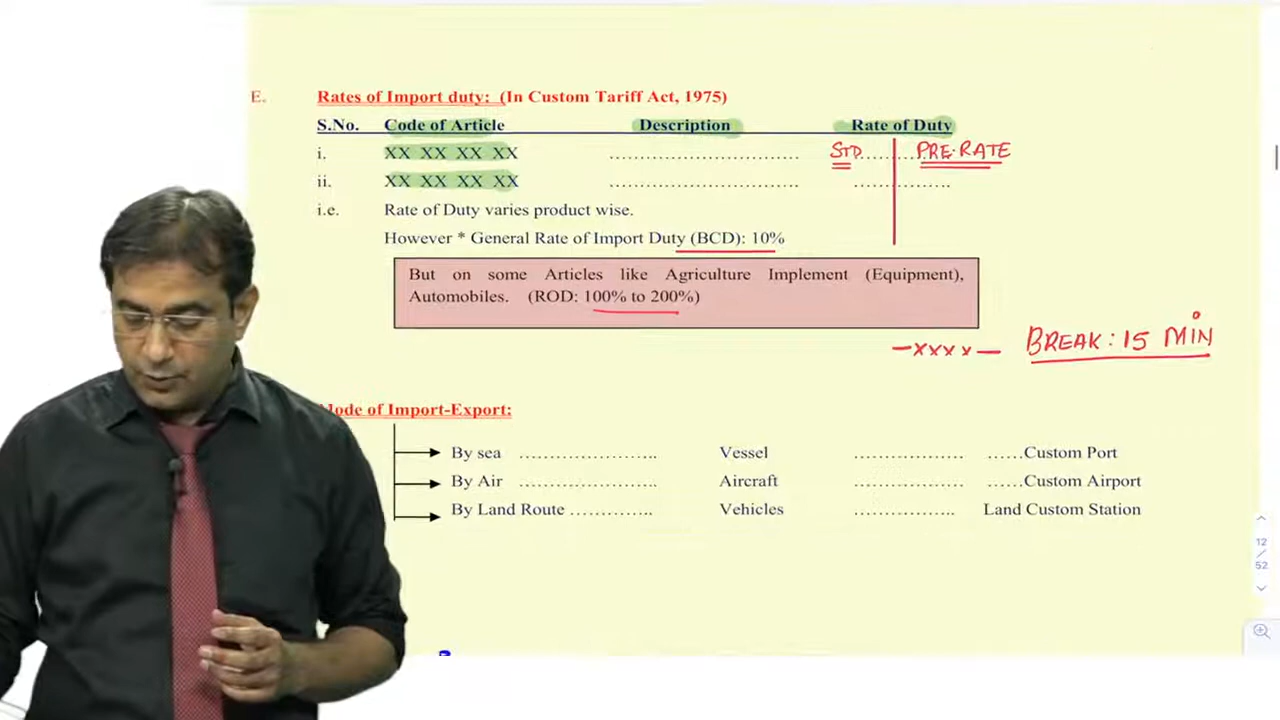 E. Rates of Import duty: (In Custom Tariff Act, 1975)
S.No. Code of Article Description Rate of Duty
i. XX XX XX XX .............................. STD......... PRE·RATE
ii. XX XX XX XX .............................. ...............
i.e. Rate of Duty varies product wise.
However * General Rate of Import Duty (BCD): 10%
But on some Articles like Agriculture Implement (Equipment),
Automobiles. (ROD: 100% to 200%)
—xxxx— BREAK: 15 MIN
Mode of Import-Export:
By sea ...................... Vessel ................. ......Custom Port
By Air ...................... Aircraft ................. ......Custom Airport
By Land Route ............. Vehicles ................ Land Custom Station
12
/
52